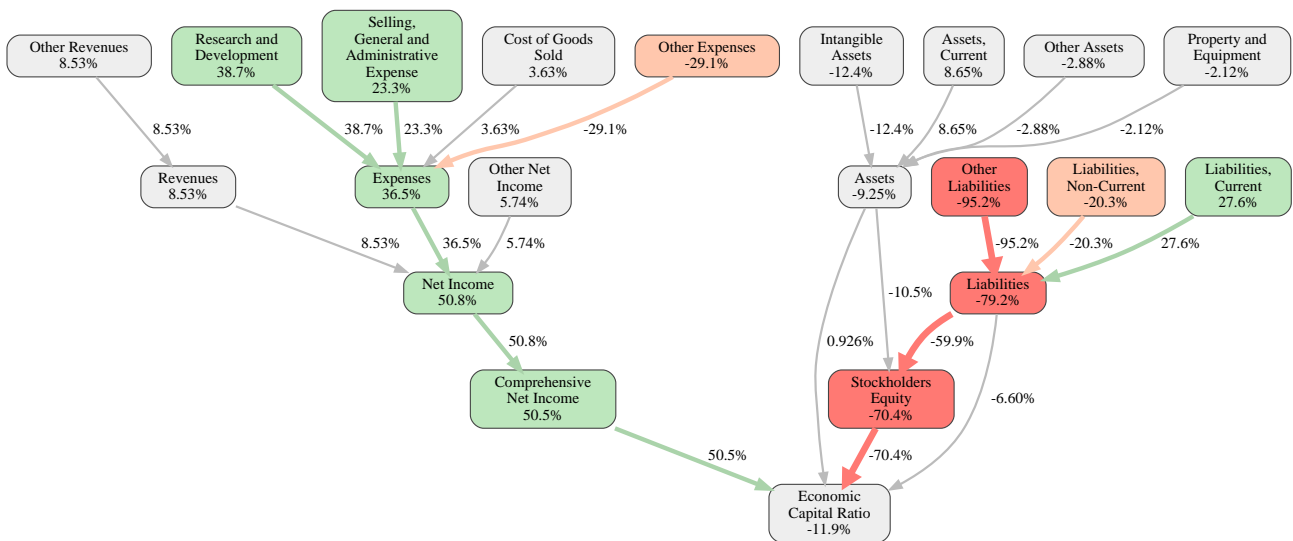 Other Revenues
8.53%
Research and
Development
38.7%
Selling,
General and
Administrative
Expense
23.3%
Cost of Goods
Sold
3.63%
Other Expenses
-29.1%
Intangible
Assets
-12.4%
Assets,
Current
8.65%
Other Assets
-2.88%
Property and
Equipment
-2.12%
8.53%
38.7%
23.3%
3.63%
-29.1%
-12.4%
8.65%
-2.88%
-2.12%
Revenues
8.53%
Expenses
36.5%
Other Net
Income
5.74%
Assets
-9.25%
Other
Liabilities
-95.2%
Liabilities,
Non-Current
-20.3%
Liabilities,
Current
27.6%
8.53%
36.5%
5.74%
-95.2%
-20.3%
27.6%
Net Income
50.8%
-10.5%
Liabilities
-79.2%
50.8%
0.926%
-59.9%
Comprehensive
Net Income
50.5%
Stockholders
Equity
-70.4%
-6.60%
50.5%
-70.4%
Economic
Capital Ratio
-11.9%